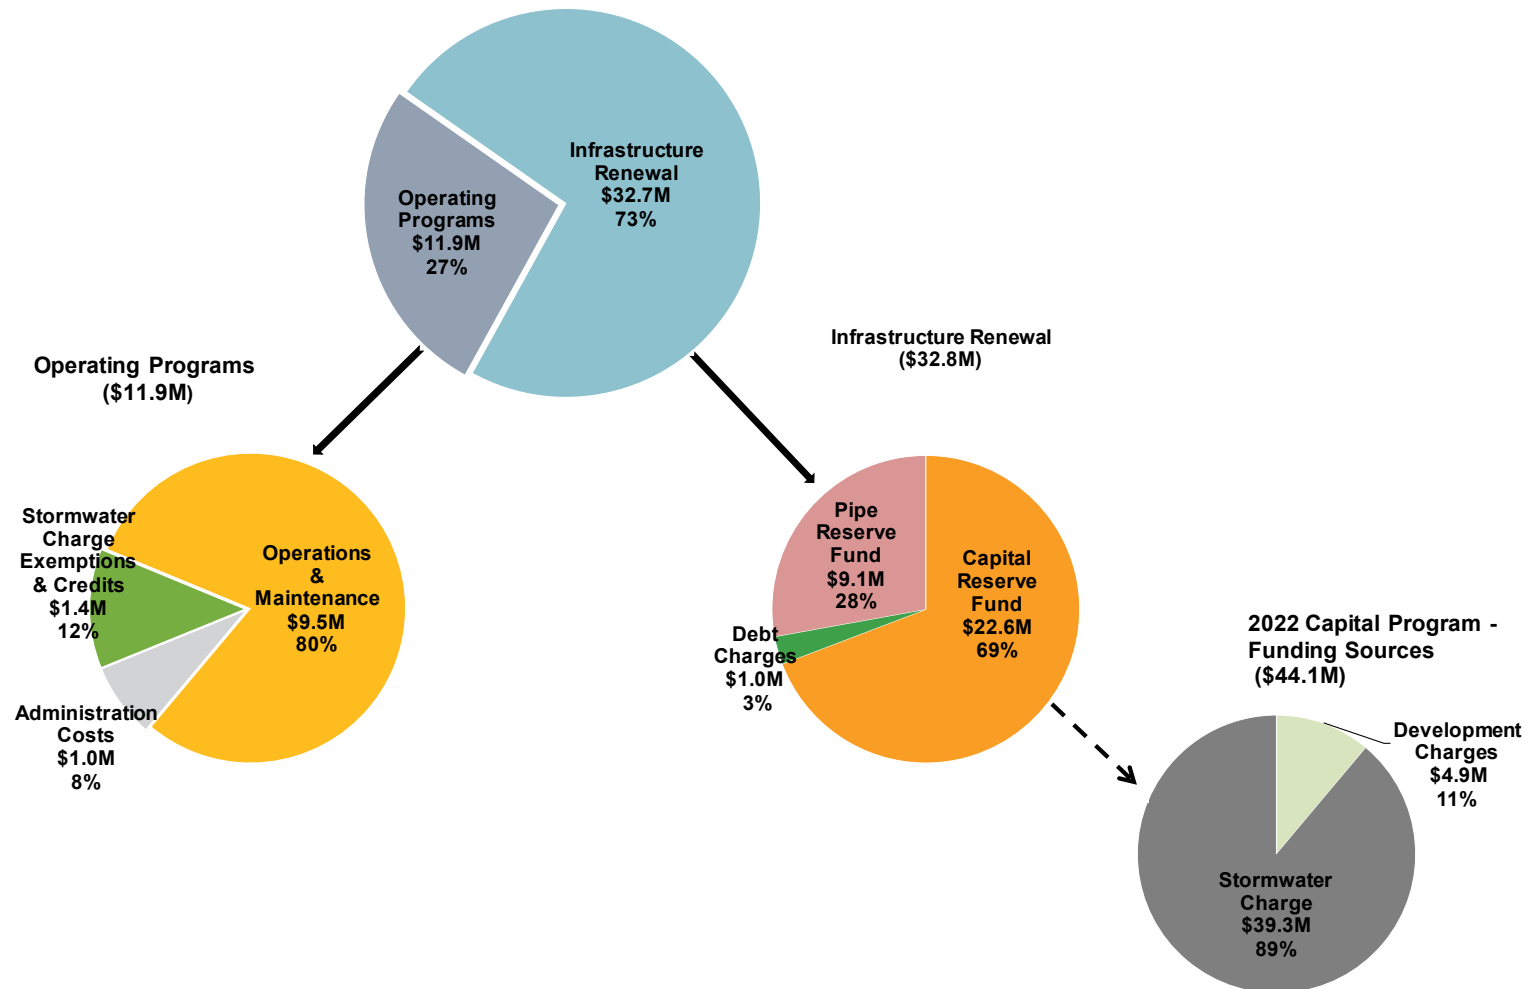 Infrastructure
Renewal
$32.7M
73%
Operating
Programs
$11.9M
27%
Operating Programs
($11.9M)
Infrastructure Renewal
($32.8M)
Stormwater
Charge
Exemptions
& Credits
$1.4M
12%
Operations
&
Maintenance
$9.5M
80%
Administration
Costs
$1.0M
8%
Pipe
Reserve
Fund
$9.1M
28%
Capital
Reserve
Fund
$22.6M
69%
Debt
Charges
$1.0M
3%
2022 Capital Program -
Funding Sources
($44.1M)
Development
Charges
$4.9M
11%
Stormwater
Charge
$39.3M
89%